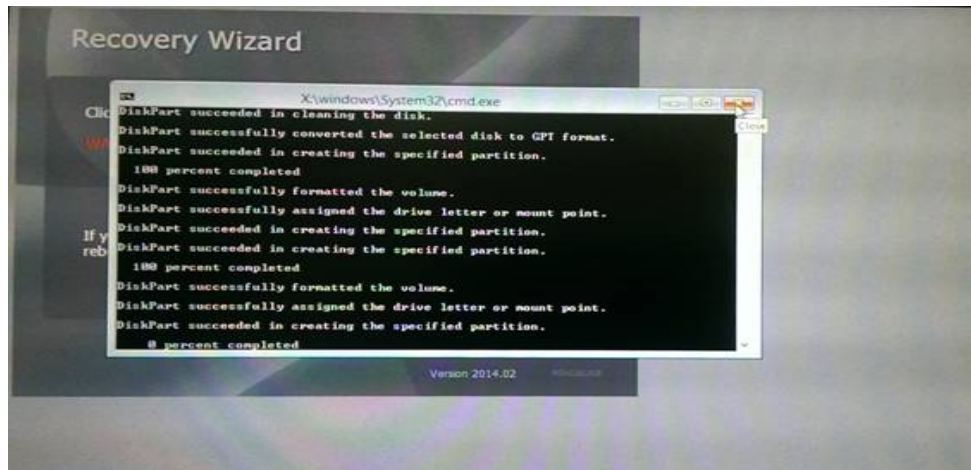 Recovery Wizard
X:\windows\System32\cmd.exe
Clic
DiskPart succeeded in cleaning the disk.
Close
DiskPart successfully converted the selected disk to GPT format.
WA
DiskPart succeeded in creating the specified partition.
100 percent completed
DiskPart successfully formatted the volume.
DiskPart successfully assigned the drive letter or mount point.
DiskPart succeeded in creating the specified partition.
If y
DiskPart succeeded in creating the specified partition.
reb
100 percent completed
DiskPart successfully formatted the volume.
DiskPart successfully assigned the drive letter or mount point.
DiskPart succeeded in creating the specified partition.
0 percent completed
Version 2014.02